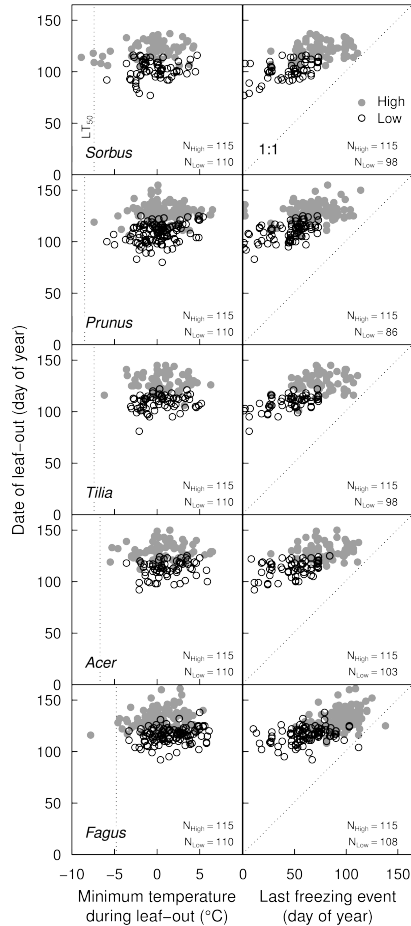 150
100
50
0
LT50
Sorbus
NHigh = 115
NLow = 110
1:1
High
Low
NHigh = 115
NLow = 98
150
100
50
0
Prunus
NHigh = 115
NLow = 110
NHigh = 115
NLow = 86
150
100
50
0
Tilia
NHigh = 115
NLow = 110
NHigh = 115
NLow = 98
150
100
50
0
Acer
NHigh = 115
NLow = 110
NHigh = 115
NLow = 103
150
100
50
0
Fagus
NHigh = 115
NLow = 110
NHigh = 115
NLow = 108
Date of leaf−out (day of year)
−10 −5 0 5 10
0 50 100 150
Minimum temperature
during leaf−out (°C)
Last freezing event
(day of year)